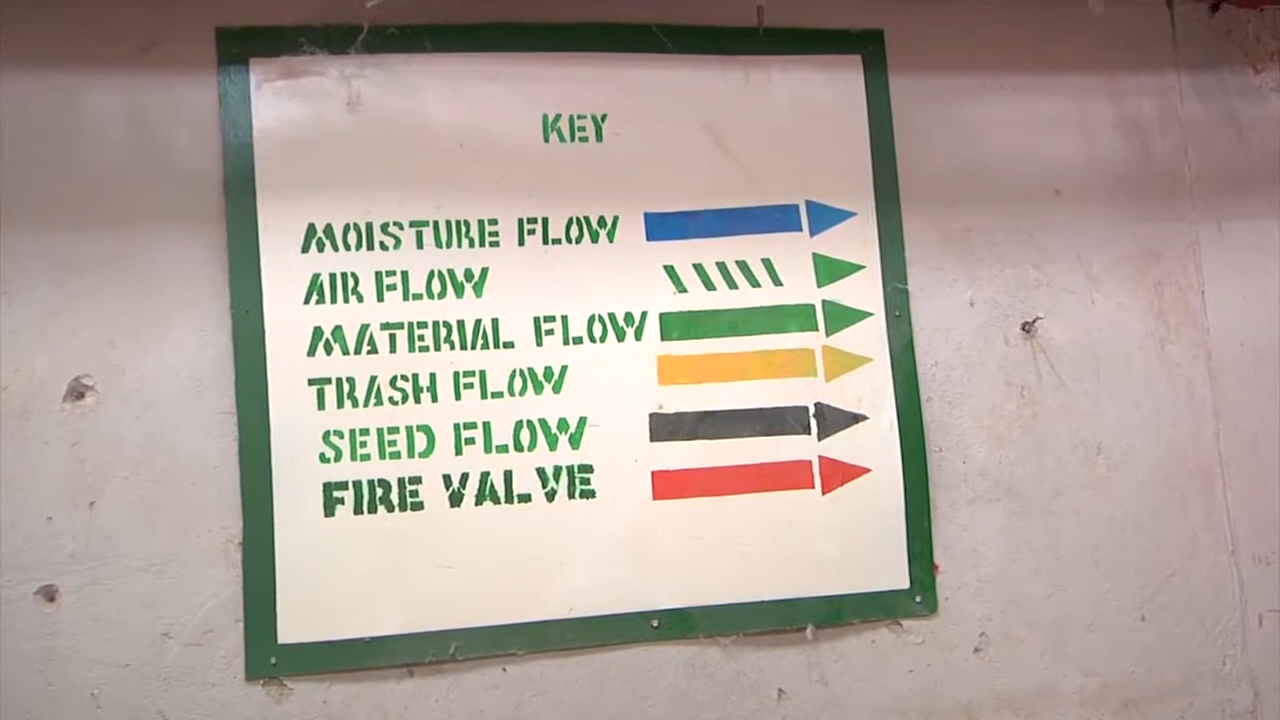 KEY
MOISTURE FLOW
AIR FLOW
MATERIAL FLOW
TRASH FLOW
SEED FLOW
FIRE VALVE